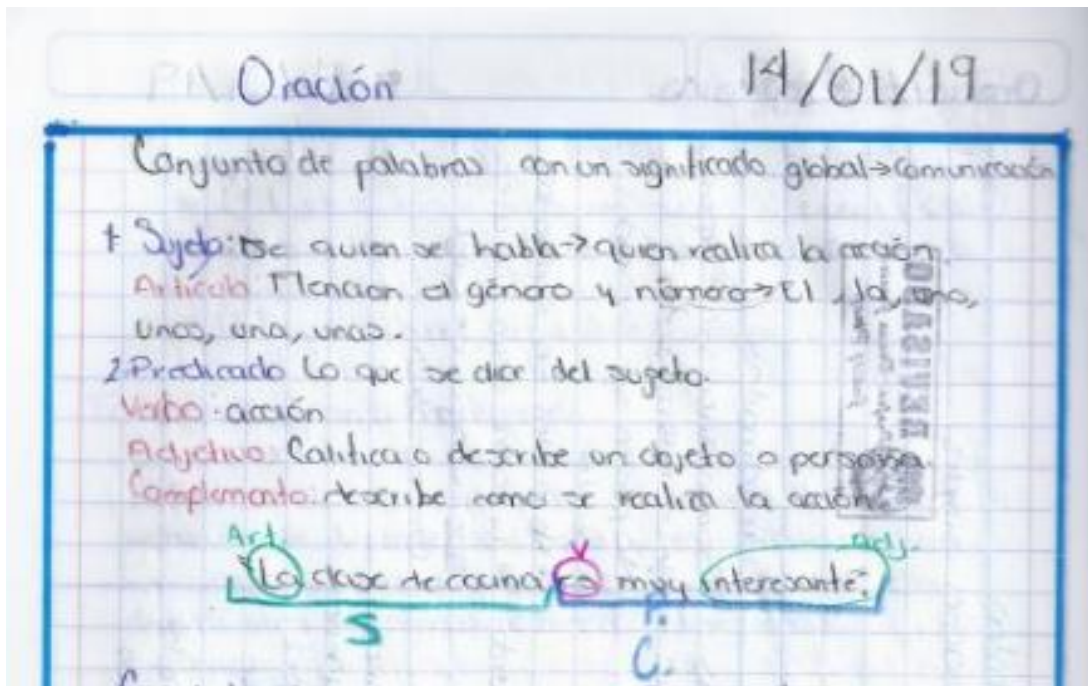 Oración 14/01/19
Conjunto de palabras con un significado global → Comunicación
1 Sujeto: De quien se habla → quien realiza la acción.
Articulo Mencion el género y número → El, la, uno,
unos, una, unas.
2. Predicado Lo que se dice del sujeto.
Verbo: acción
Adjetivo: Califica o describe un objeto o persona.
Complemento: describe como se realiza la acción.
Art. V Adj.
"La clase de cocina es muy interesante".
S
C.